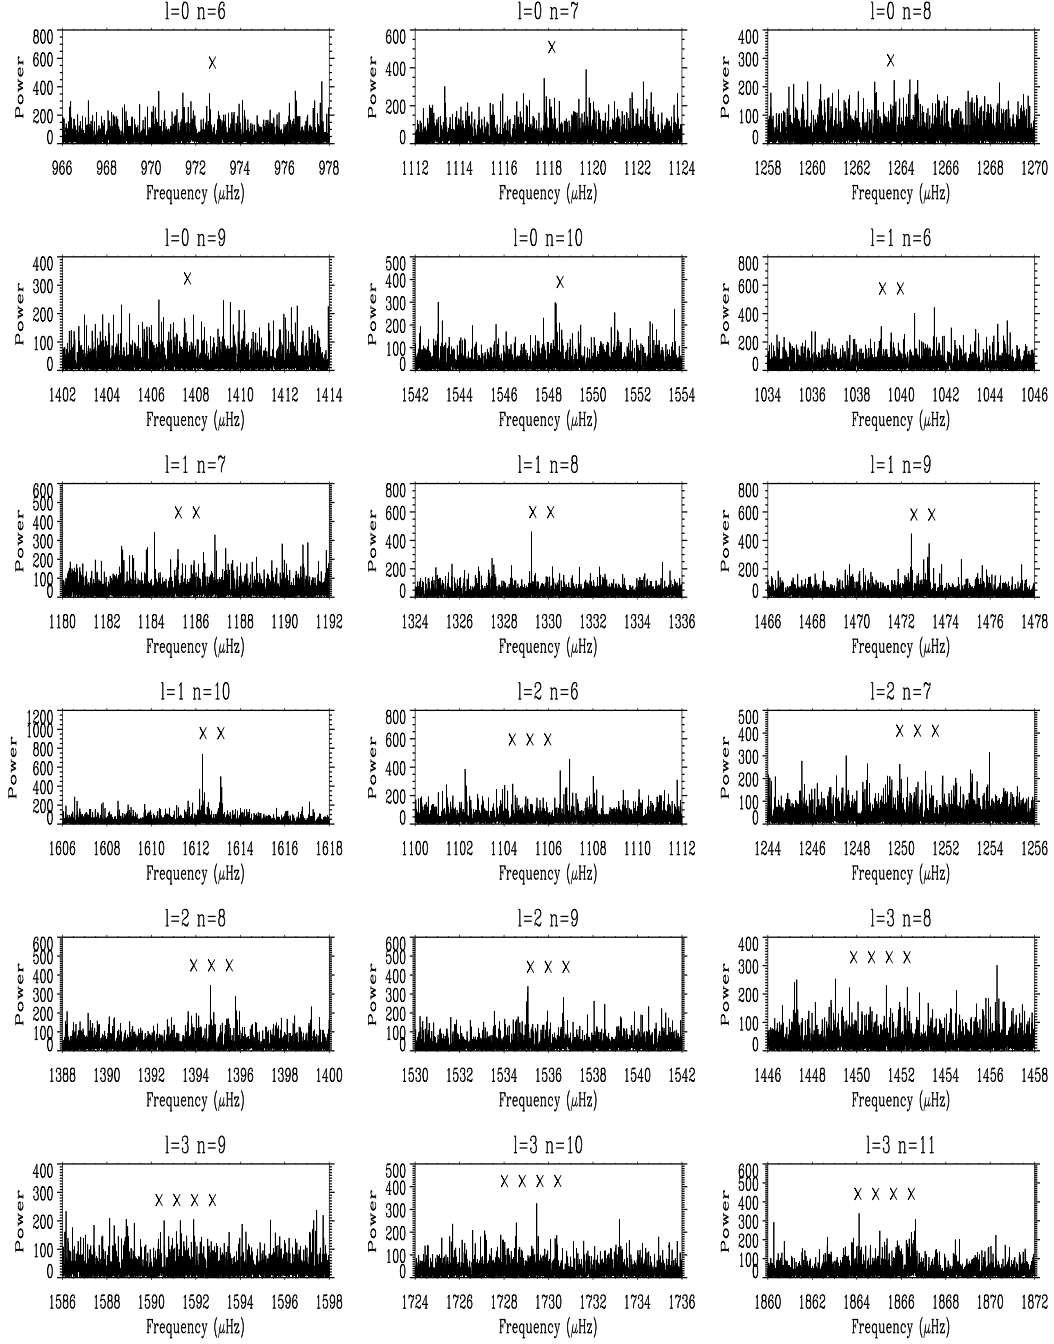 l=0 n=6
l=0 n=7
l=0 n=8
Power
800
600
400
200
0
966 968 970 972 974 976 978
Frequency (μHz)
Power
600
400
200
0
1112 1114 1116 1118 1120 1122 1124
Frequency (μHz)
Power
400
300
200
100
0
1258 1260 1262 1264 1266 1268 1270
Frequency (μHz)
l=0 n=9
l=0 n=10
l=1 n=6
Power
400
300
200
100
0
1402 1404 1406 1408 1410 1412 1414
Frequency (μHz)
Power
500
400
300
200
100
0
1542 1544 1546 1548 1550 1552 1554
Frequency (μHz)
Power
800
600
400
200
0
1034 1036 1038 1040 1042 1044 1046
Frequency (μHz)
l=1 n=7
l=1 n=8
l=1 n=9
Power
600
500
400
300
200
100
0
1180 1182 1184 1186 1188 1190 1192
Frequency (μHz)
Power
800
600
400
200
0
1324 1326 1328 1330 1332 1334 1336
Frequency (μHz)
Power
800
600
400
200
0
1466 1468 1470 1472 1474 1476 1478
Frequency (μHz)
l=1 n=10
l=2 n=6
l=2 n=7
Power
1200
1000
800
600
400
200
0
1606 1608 1610 1612 1614 1616 1618
Frequency (μHz)
Power
800
600
400
200
0
1100 1102 1104 1106 1108 1110 1112
Frequency (μHz)
Power
500
400
300
200
100
0
1244 1246 1248 1250 1252 1254 1256
Frequency (μHz)
l=2 n=8
l=2 n=9
l=3 n=8
Power
600
500
400
300
200
100
0
1388 1390 1392 1394 1396 1398 1400
Frequency (μHz)
Power
600
500
400
300
200
100
0
1530 1532 1534 1536 1538 1540 1542
Frequency (μHz)
Power
400
300
200
100
0
1446 1448 1450 1452 1454 1456 1458
Frequency (μHz)
l=3 n=9
l=3 n=10
l=3 n=11
Power
400
300
200
100
0
1586 1588 1590 1592 1594 1596 1598
Frequency (μHz)
Power
500
400
300
200
100
0
1724 1726 1728 1730 1732 1734 1736
Frequency (μHz)
Power
600
500
400
300
200
100
0
1860 1862 1864 1866 1868 1870 1872
Frequency (μHz)